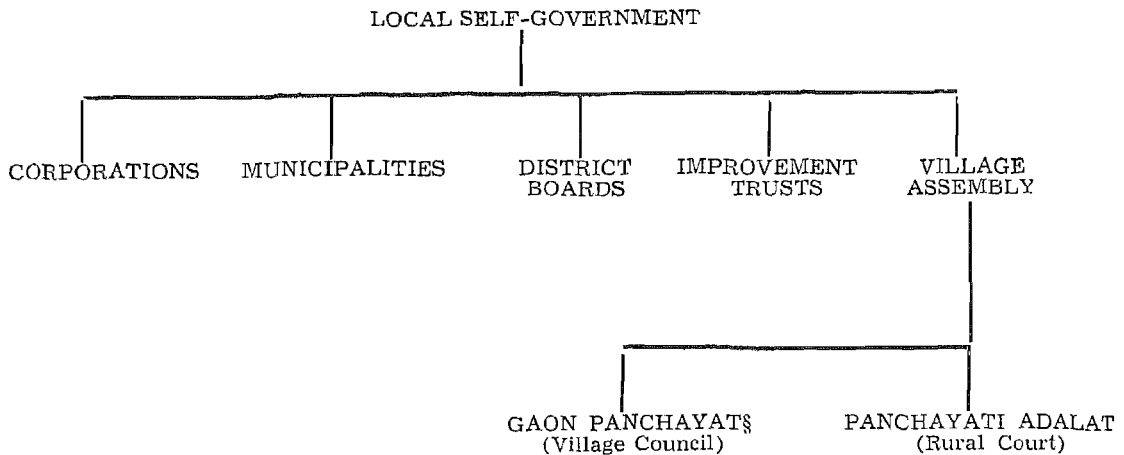 LOCAL SELF-GOVERNMENT
CORPORATIONS
MUNICIPALITIES
DISTRICT
BOARDS
IMPROVEMENT
TRUSTS
VILLAGE
ASSEMBLY
GAON PANCHAYAT§
(Village Council)
PANCHAYATI ADALAT
(Rural Court)